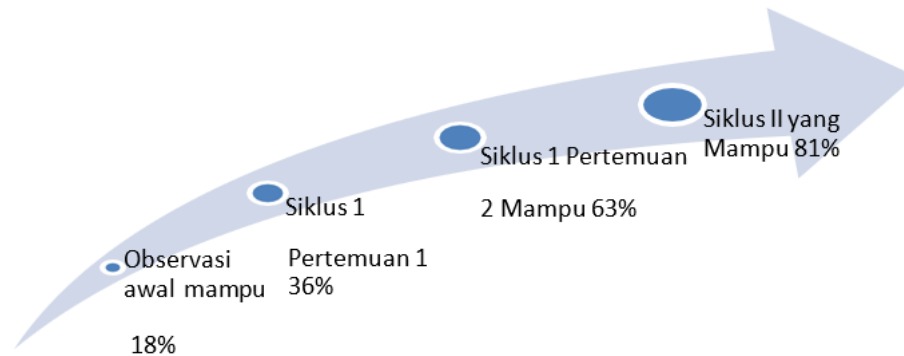 Observasi
awal mampu
18%
Siklus 1
Pertemuan 1
36%
Siklus 1 Pertemuan
2 Mampu 63%
Siklus II yang
Mampu 81%